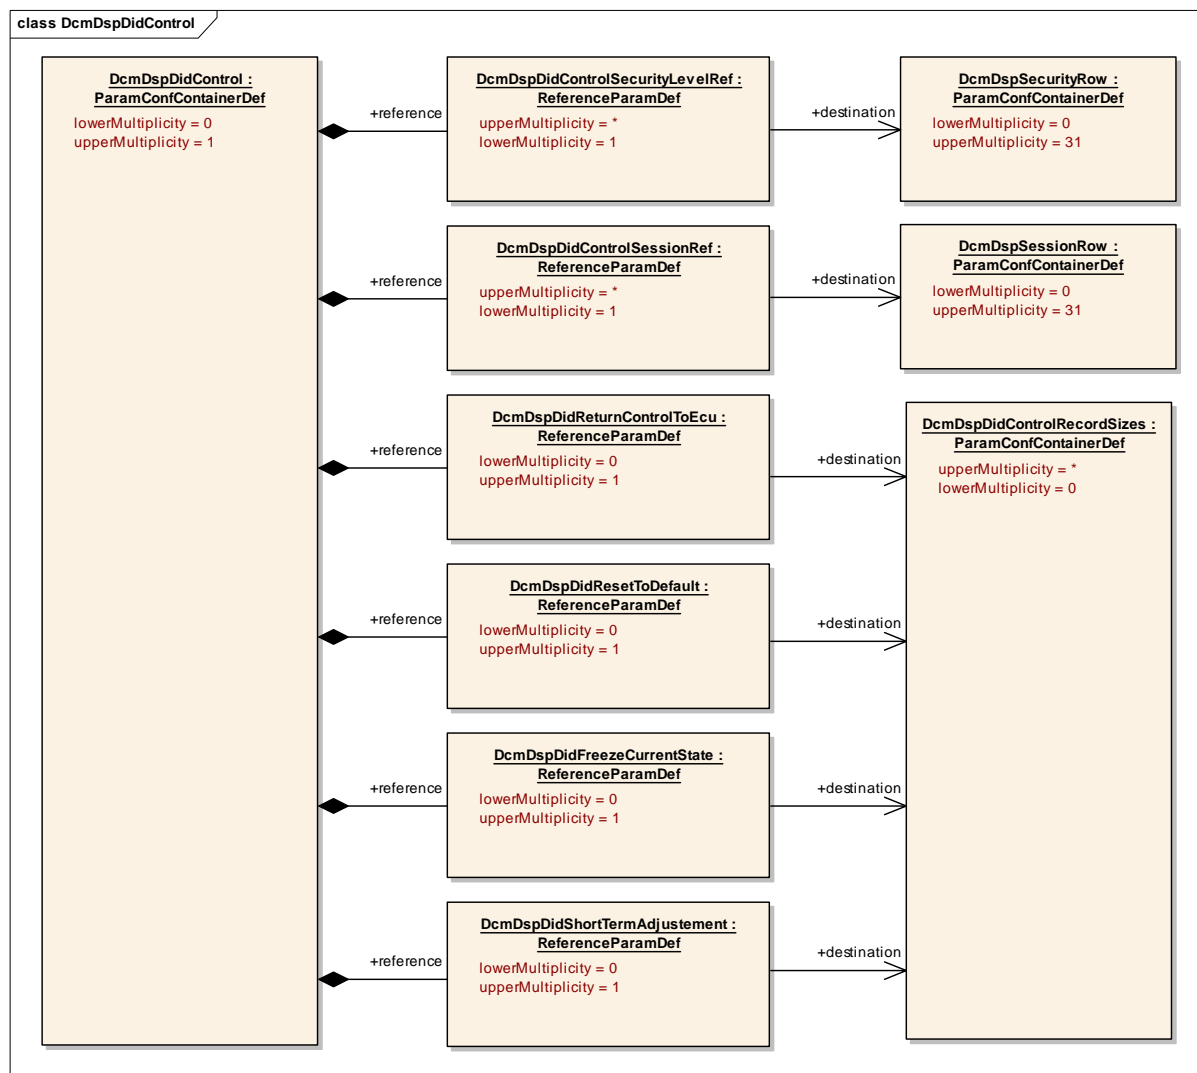 class DcmDspDidControl
DcmDspDidControl :
ParamConfContainerDef
lowerMultiplicity = 0
upperMultiplicity = 1
+reference
DcmDspDidControlSecurityLevelRef :
ReferenceParamDef
upperMultiplicity = *
lowerMultiplicity = 1
+destination
DcmDspSecurityRow :
ParamConfContainerDef
lowerMultiplicity = 0
upperMultiplicity = 31
+reference
DcmDspDidControlSessionRef :
ReferenceParamDef
upperMultiplicity = *
lowerMultiplicity = 1
+destination
DcmDspSessionRow :
ParamConfContainerDef
lowerMultiplicity = 0
upperMultiplicity = 31
+reference
DcmDspDidReturnControlToEcu :
ReferenceParamDef
lowerMultiplicity = 0
upperMultiplicity = 1
+destination
DcmDspDidControlRecordSizes :
ParamConfContainerDef
upperMultiplicity = *
lowerMultiplicity = 0
+reference
DcmDspDidResetToDefault :
ReferenceParamDef
lowerMultiplicity = 0
upperMultiplicity = 1
+destination
+reference
DcmDspDidFreezeCurrentState :
ReferenceParamDef
lowerMultiplicity = 0
upperMultiplicity = 1
+destination
+reference
DcmDspDidShortTermAdjustement :
ReferenceParamDef
lowerMultiplicity = 0
upperMultiplicity = 1
+destination